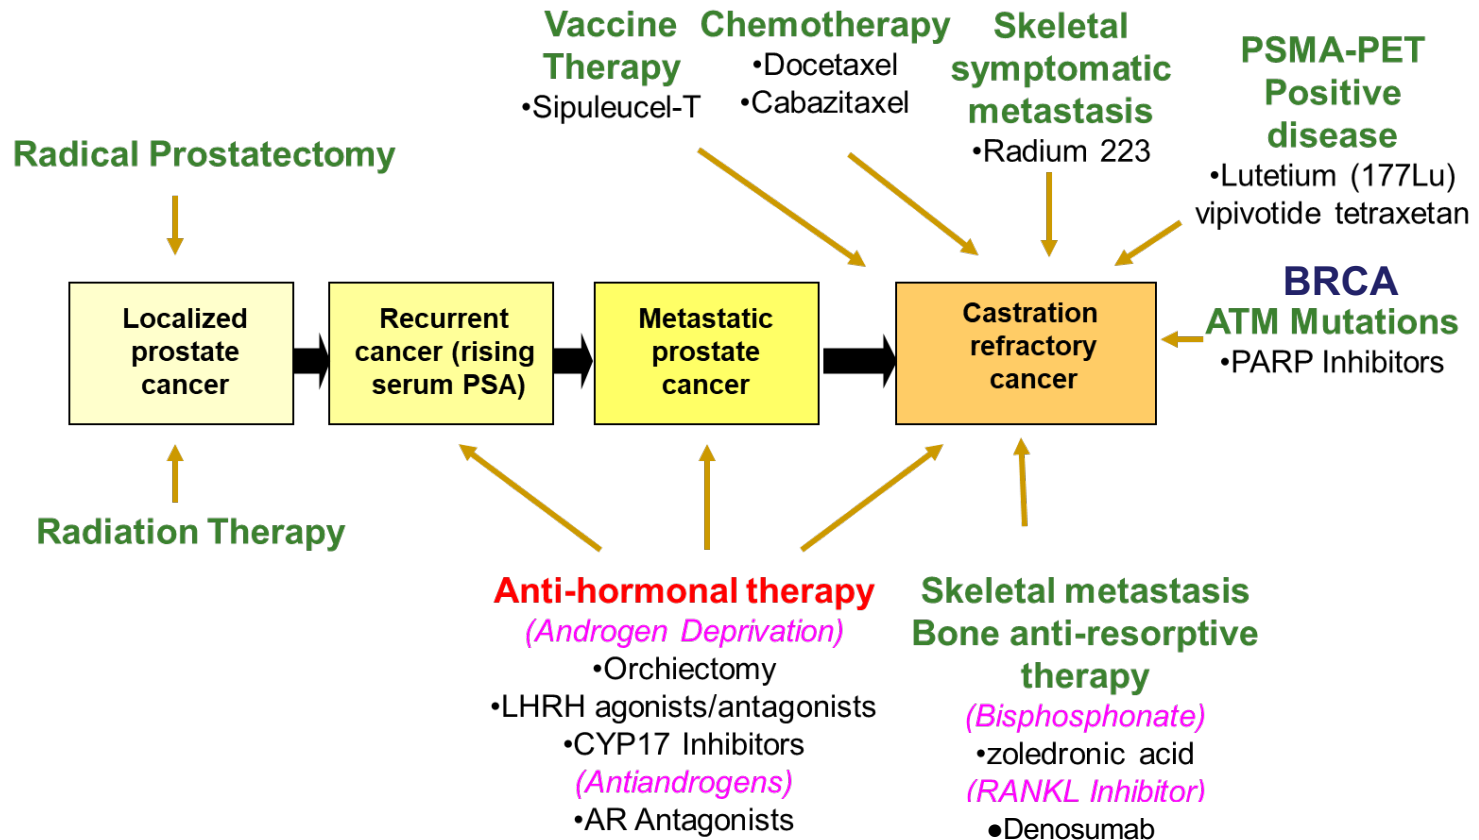 Vaccine
Therapy
•Sipuleucel-T
Chemotherapy
•Docetaxel
•Cabazitaxel
Skeletal
symptomatic
metastasis
•Radium 223
PSMA-PET
Positive
disease
•Lutetium (177Lu)
vipivotide tetraxetan
Radical Prostatectomy
BRCA
ATM Mutations
•PARP Inhibitors
Localized
prostate
cancer
Recurrent
cancer (rising
serum PSA)
Metastatic
prostate
cancer
Castration
refractory
cancer
Radiation Therapy
Anti-hormonal therapy
(Androgen Deprivation)
•Orchiectomy
•LHRH agonists/antagonists
•CYP17 Inhibitors
(Antiandrogens)
•AR Antagonists
Skeletal metastasis
Bone anti-resorptive
therapy
(Bisphosphonate)
•zoledronic acid
(RANKL Inhibitor)
•Denosumab